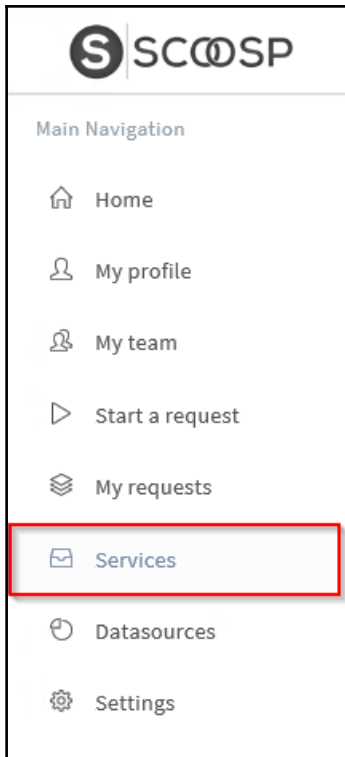 S SCOOSP
Main Navigation
Home
My profile
My team
Start a request
My requests
Services
Datasources
Settings